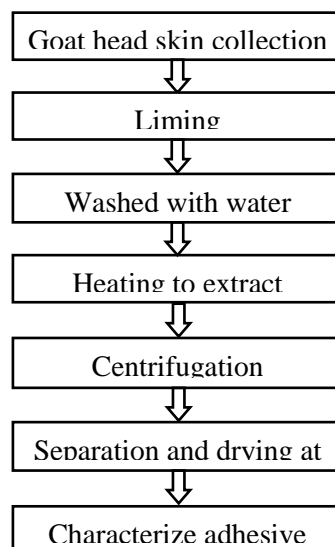 Goat head skin collection
Liming
Washed with water
Heating to extract
Centrifugation
Separation and drying at
Characterize adhesive